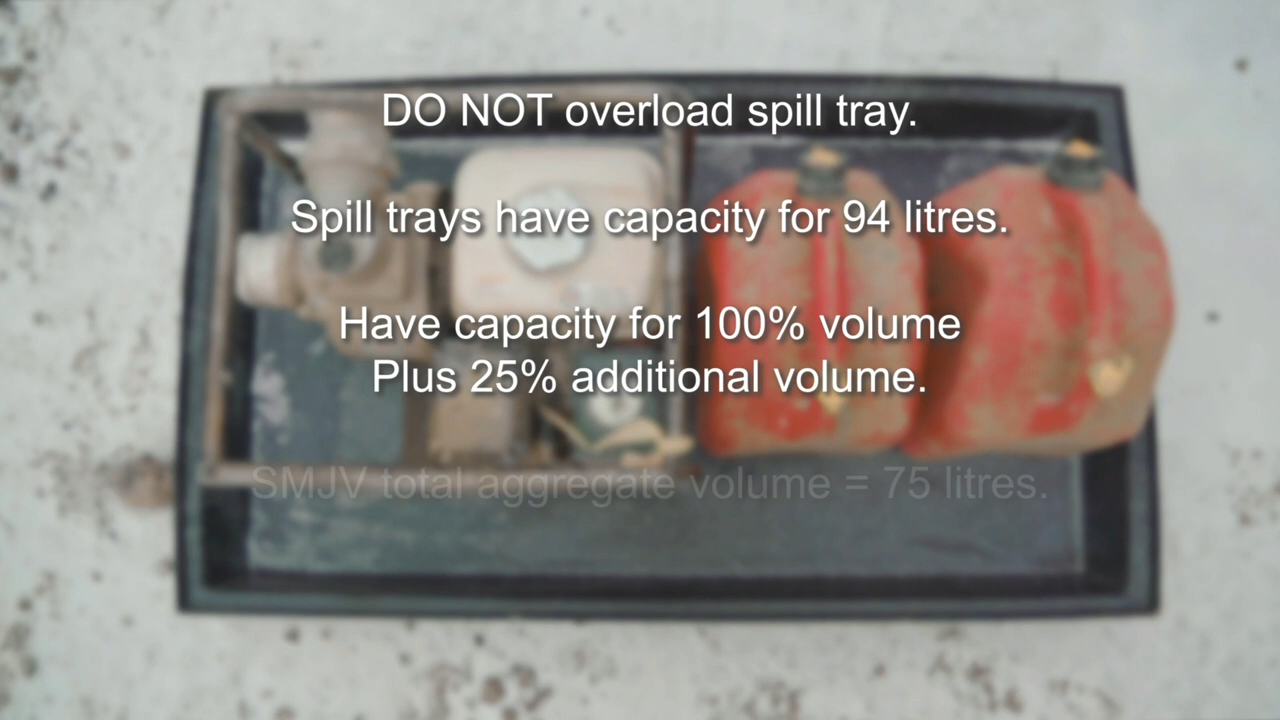 DO NOT overload spill tray.
Spill trays have capacity for 94 litres.
Have capacity for 100% volume
Plus 25% additional volume.
SMJV total aggregate volume = 75 litres.